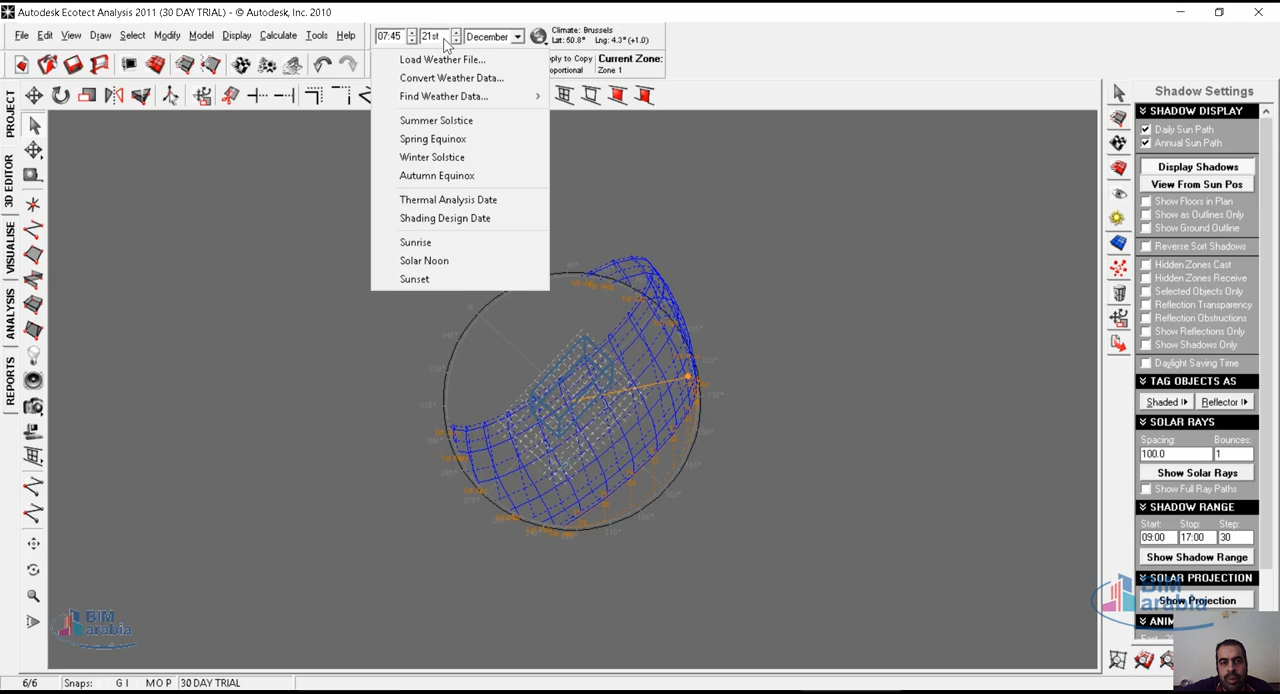 Autodesk Ecotect Analysis 2011 (30 DAY TRIAL) - © Autodesk, Inc. 2010
File Edit View Draw Select Modify Model Display Calculate Tools Help
07:45 21st December
Climate: Brussels
Lat: 50.8° Lng: 4.3° (+1.0)
Load Weather File...
Convert Weather Data...
Find Weather Data...
Summer Solstice
Spring Equinox
Winter Solstice
Autumn Equinox
Thermal Analysis Date
Shading Design Date
Sunrise
Solar Noon
Sunset
pply to Copy
oportional
Current Zone:
Zone 1
PROJECT
3D EDITOR
VISUALISE
ANALYSIS
REPORTS
N
Shadow Settings
SHADOW DISPLAY
Daily Sun Path
Annual Sun Path
Display Shadows
View From Sun Pos
Show Floors in Plan
Show as Outlines Only
Show Ground Outline
Reverse Sort Shadows
Hidden Zones Cast
Hidden Zones Receive
Selected Objects Only
Reflection Transparency
Reflection Obstructions
Show Reflections Only
Show Shadows Only
Daylight Saving Time
TAG OBJECTS AS
Shaded Reflector
SOLAR RAYS
Spacing: Bounces:
100.0 1
Show Solar Rays
Show Full Ray Paths
SHADOW RANGE
Start: Stop: Step:
09:00 17:00 30
Show Shadow Range
SOLAR PROJECTION
Show Projection
ANIM
BIM
arabia
BIM
arabia
6/6 Snaps: G I M O P 30 DAY TRIAL